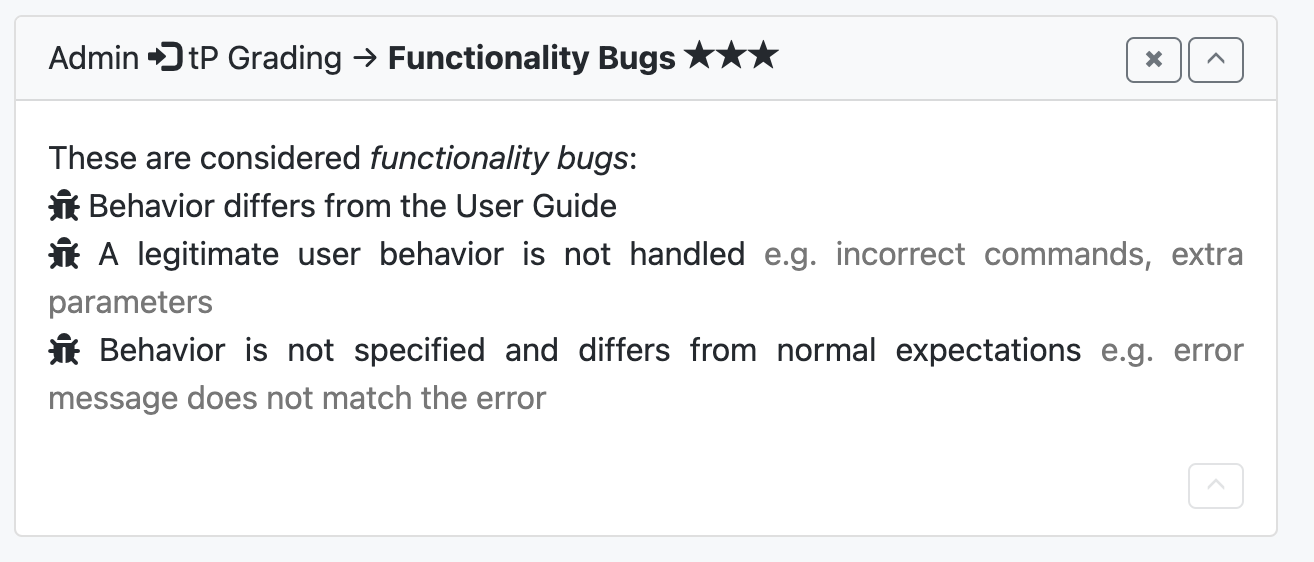 Admin tP Grading → Functionality Bugs ★★★
These are considered functionality bugs:
Behavior differs from the User Guide
A legitimate user behavior is not handled e.g. incorrect commands, extra
parameters
Behavior is not specified and differs from normal expectations e.g. error
message does not match the error